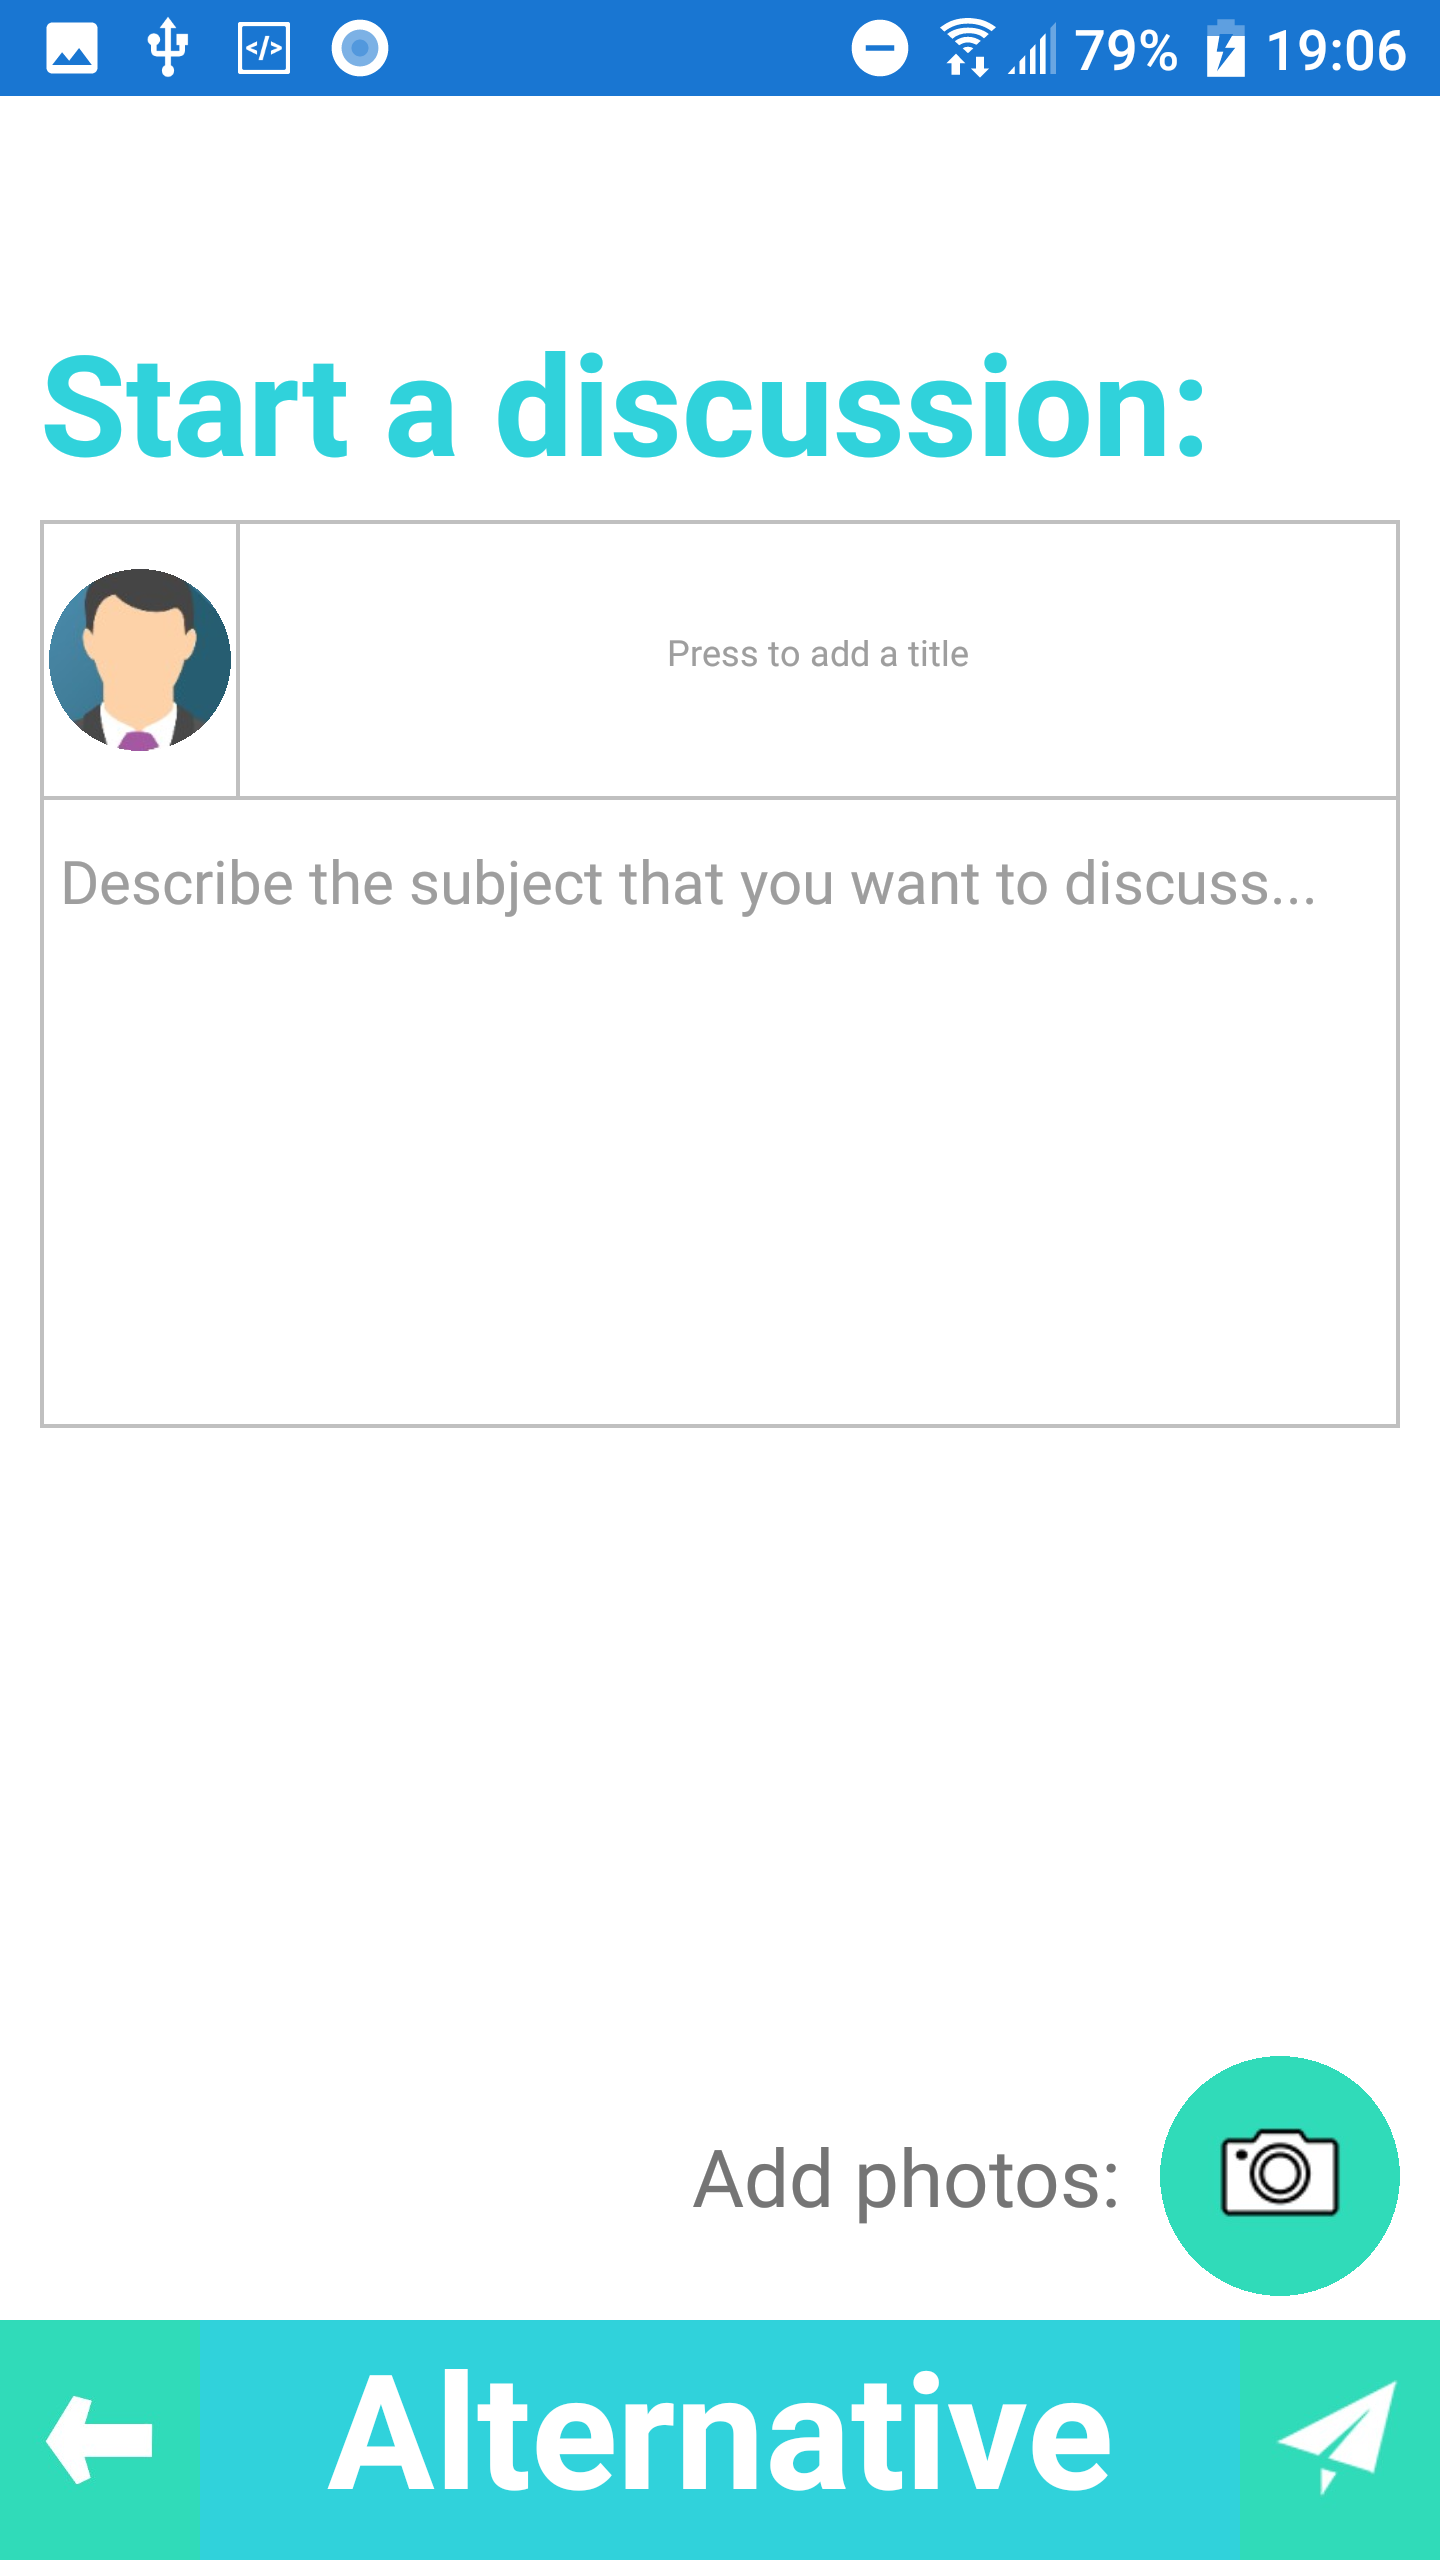 79% 19:06
Start a discussion:
Press to add a title
Describe the subject that you want to discuss...
Add photos:
Alternative